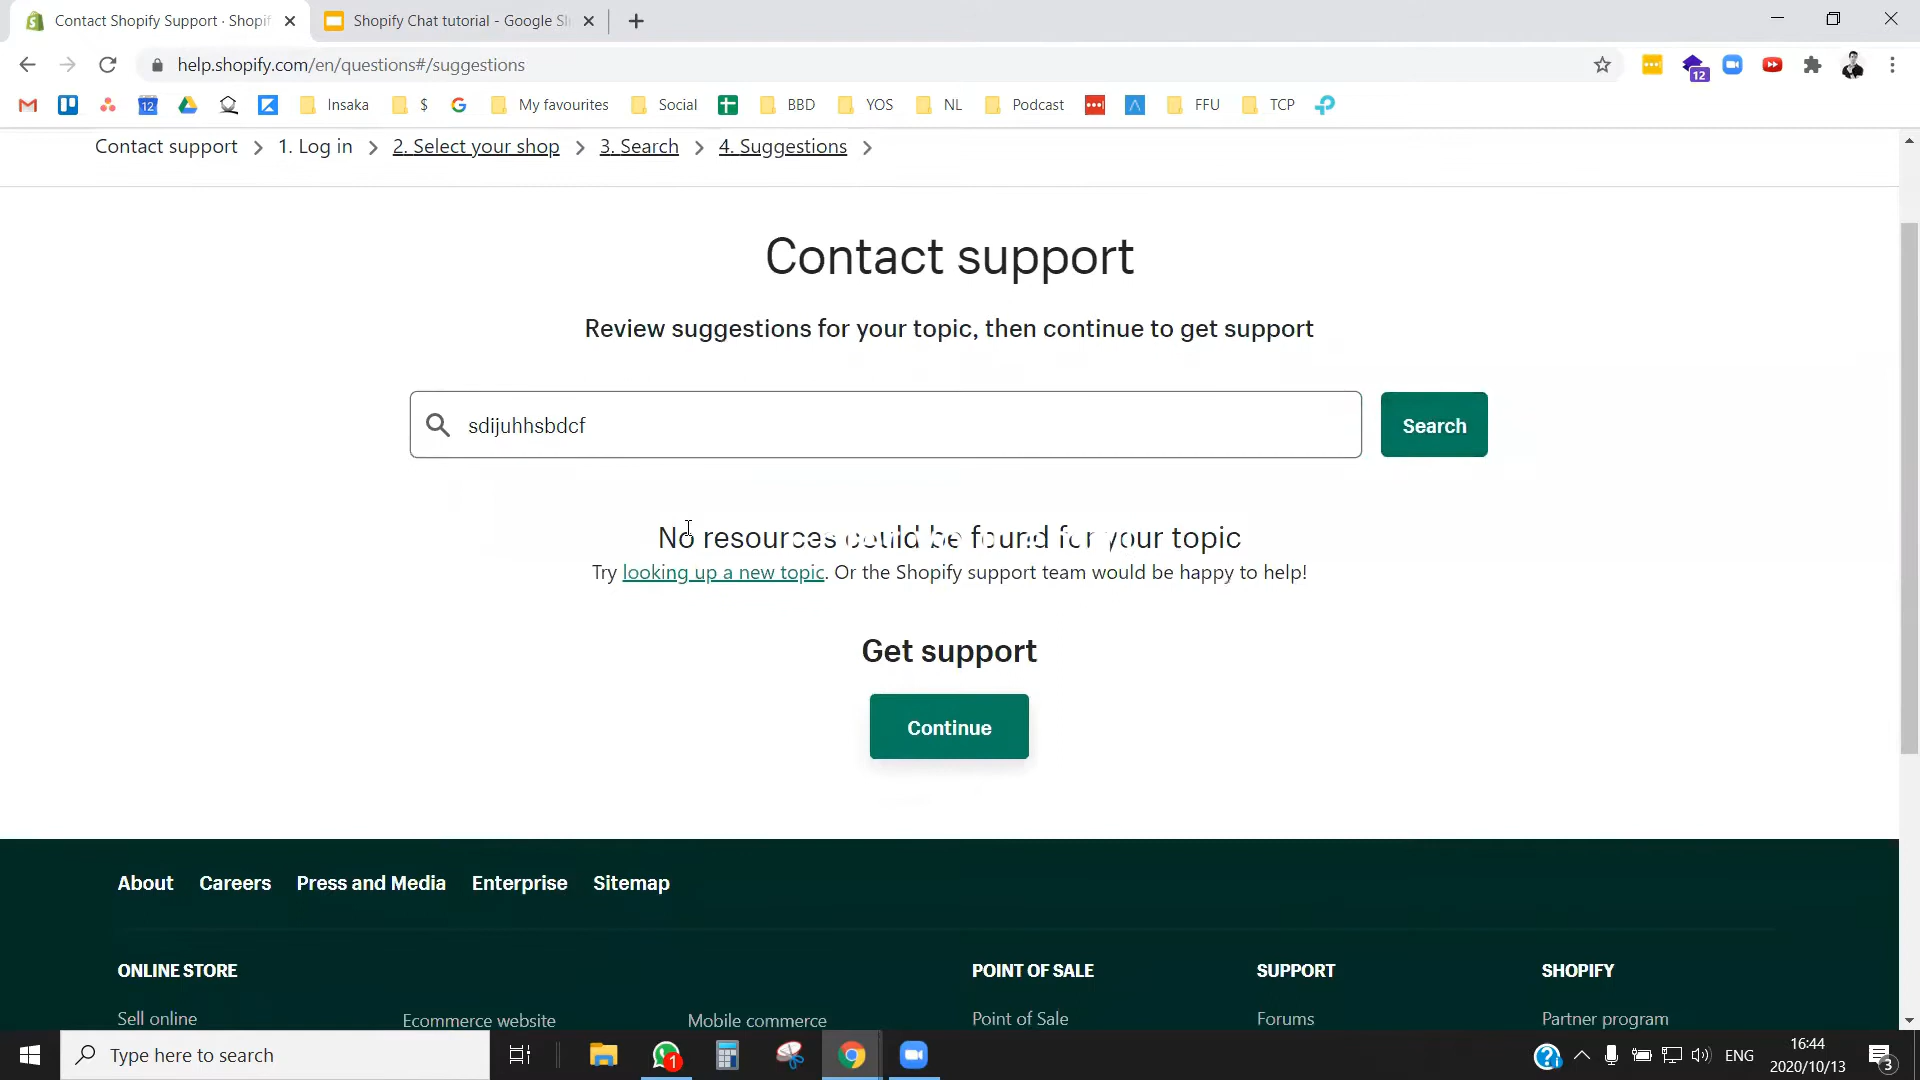 Contact Shopify Support · Shopif
Shopify Chat tutorial - Google Sl
help.shopify.com/en/questions#/suggestions
12
12
Insaka
$
My favourites
Social
BBD
YOS
NL
Podcast
FFU
TCP
Contact support > 1. Log in > 2. Select your shop > 3. Search > 4. Suggestions >
Contact support
Review suggestions for your topic, then continue to get support
sdijuhhsbdcf
Search
No resources could be found for your topic
Try looking up a new topic. Or the Shopify support team would be happy to help!
Get support
Continue
About Careers Press and Media Enterprise Sitemap
ONLINE STORE POINT OF SALE SUPPORT SHOPIFY
Sell online Ecommerce website Mobile commerce Point of Sale Forums Partner program
Type here to search
1
ENG
16:44
2020/10/13
3